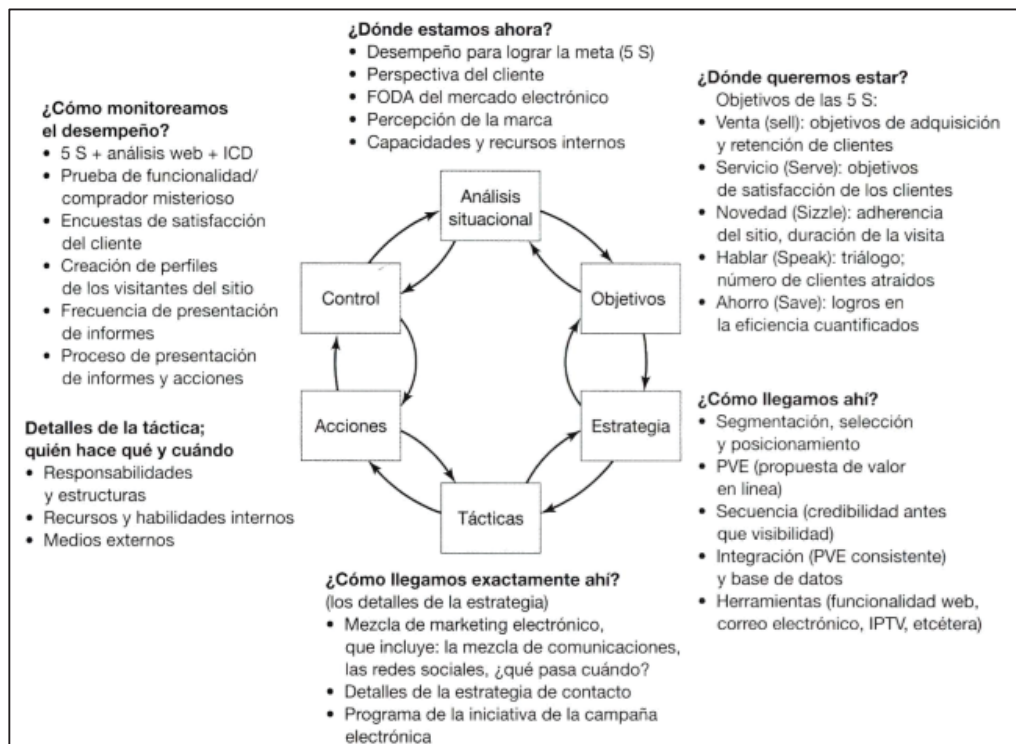 ¿Dónde estamos ahora?
• Desempeño para lograr la meta (5 S)
• Perspectiva del cliente
• FODA del mercado electrónico
• Percepción de la marca
• Capacidades y recursos internos
¿Dónde queremos estar?
Objetivos de las 5 S:
• Venta (sell): objetivos de adquisición
y retención de clientes
• Servicio (Serve): objetivos
de satisfacción de los clientes
• Novedad (Sizzle): adherencia
del sitio, duración de la visita
• Hablar (Speak): triálogo;
número de clientes atraidos
• Ahorro (Save): logros en
la eficiencia cuantificados
¿Cómo llegamos ahí?
• Segmentación, selección
y posicionamiento
• PVE (propuesta de valor
en línea)
• Secuencia (credibilidad antes
que visibilidad)
• Integración (PVE consistente)
y base de datos
• Herramientas (funcionalidad web,
correo electrónico, IPTV, etcétera)
¿Cómo llegamos exactamente ahí?
(los detalles de la estrategia)
• Mezcla de marketing electrónico,
que incluye: la mezcla de comunicaciones,
las redes sociales, ¿qué pasa cuándo?
• Detalles de la estrategia de contacto
• Programa de la iniciativa de la campaña
electrónica
Detalles de la táctica;
quién hace qué y cuándo
• Responsabilidades
y estructuras
• Recursos y habilidades internos
• Medios externos
¿Cómo monitoreamos
el desempeño?
• 5 S + análisis web + ICD
• Prueba de funcionalidad/
comprador misterioso
• Encuestas de satisfacción
del cliente
• Creación de perfiles
de los visitantes del sitio
• Frecuencia de presentación
de informes
• Proceso de presentación
de informes y acciones
Análisis
situacional
Objetivos
Estrategia
Tácticas
Acciones
Control